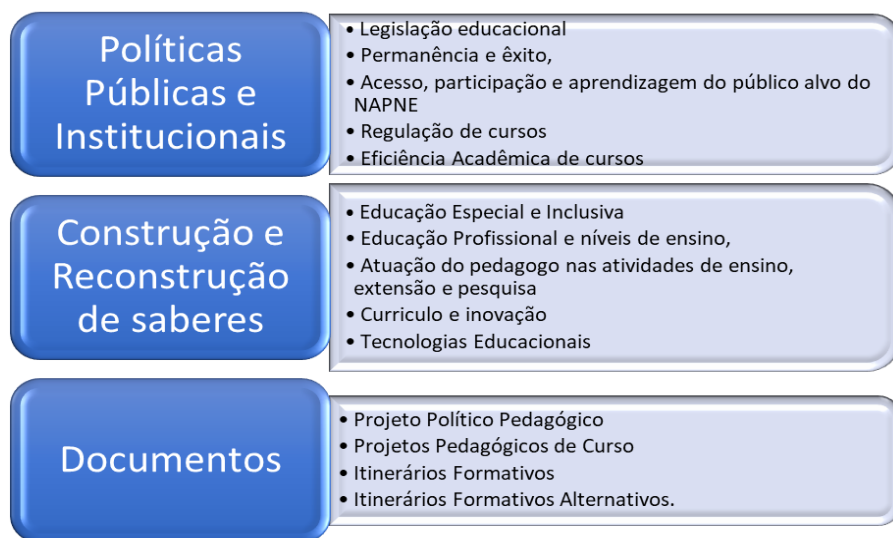 Políticas
Públicas e
Institucionais
• Legislação educacional
• Permanência e êxito,
• Acesso, participação e aprendizagem do público alvo do
NAPNE
• Regulação de cursos
• Eficiência Acadêmica de cursos
Construção e
Reconstrução
de saberes
• Educação Especial e Inclusiva
• Educação Profissional e níveis de ensino,
• Atuação do pedagogo nas atividades de ensino,
extensão e pesquisa
• Curriculo e inovação
• Tecnologias Educacionais
Documentos
• Projeto Político Pedagógico
• Projetos Pedagógicos de Curso
• Itinerários Formativos
• Itinerários Formativos Alternativos.